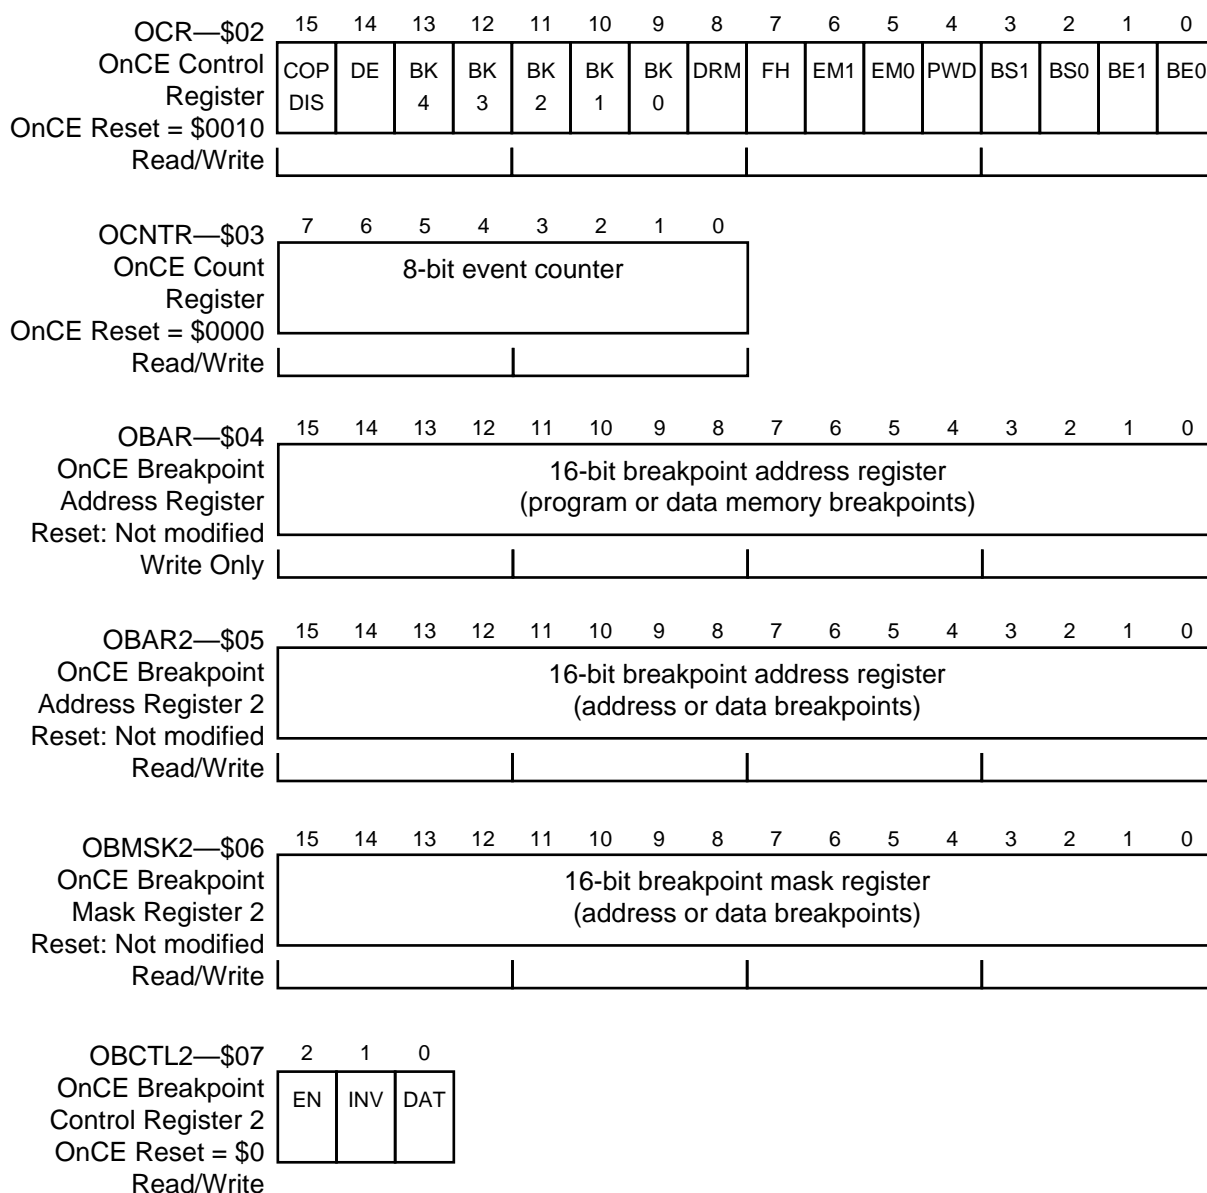 OCR—$02 15 14 13 12 11 10 9 8 7 6 5 4 3 2 1 0
OnCE Control COP DE BK BK BK BK BK DRM FH EM1 EM0 PWD BS1 BS0 BE1 BE0
Register DIS 4 3 2 1 0
OnCE Reset = $0010
Read/Write
OCNTR—$03 7 6 5 4 3 2 1 0
OnCE Count 8-bit event counter
Register
OnCE Reset = $0000
Read/Write
OBAR—$04 15 14 13 12 11 10 9 8 7 6 5 4 3 2 1 0
OnCE Breakpoint 16-bit breakpoint address register
Address Register (program or data memory breakpoints)
Reset: Not modified
Write Only
OBAR2—$05 15 14 13 12 11 10 9 8 7 6 5 4 3 2 1 0
OnCE Breakpoint 16-bit breakpoint address register
Address Register 2 (address or data breakpoints)
Reset: Not modified
Read/Write
OBMSK2—$06 15 14 13 12 11 10 9 8 7 6 5 4 3 2 1 0
OnCE Breakpoint 16-bit breakpoint mask register
Mask Register 2 (address or data breakpoints)
Reset: Not modified
Read/Write
OBCTL2—$07 2 1 0
OnCE Breakpoint EN INV DAT
Control Register 2
OnCE Reset = $0
Read/Write